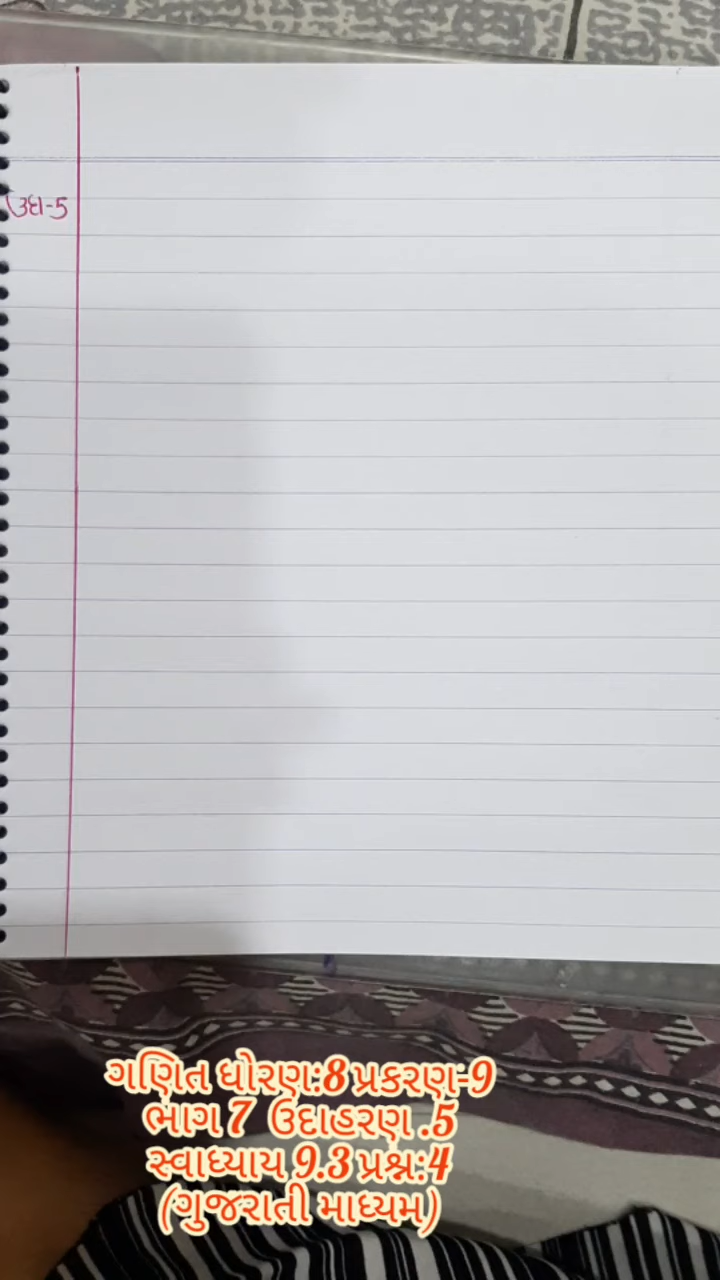 ઉદા-5
ગણિત ધોરણ:8 પ્રકરણ-9
ભાગ 7 ઉદાહરણ .5
સ્વાધ્યાય 9.3 પ્રશ્ન:4
(ગુજરાતી માધ્યમ)